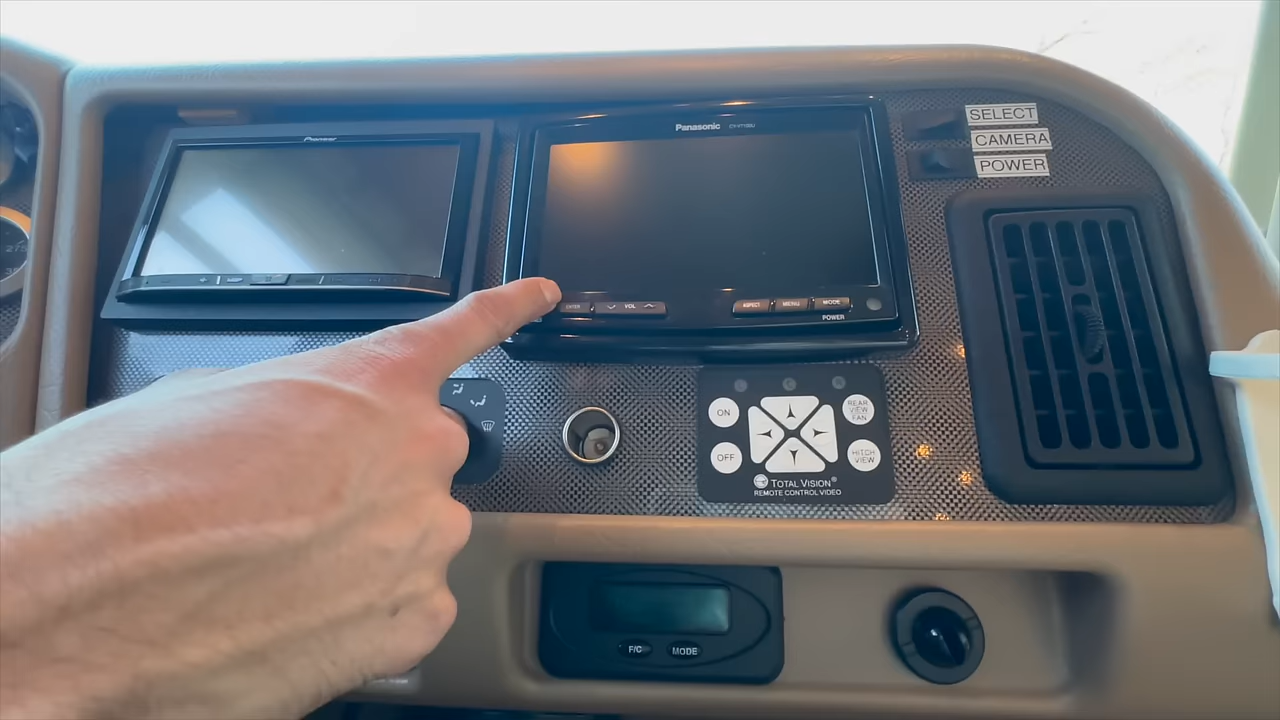 Pioneer
Panasonic
ENTER
VOL
ASPECT
MENU
MODE
POWER
SELECT
CAMERA
POWER
ON
OFF
REAR
VIEW
FAN
HITCH
VIEW
TOTAL VISION®
REMOTE CONTROL VIDEO
F/C
MODE